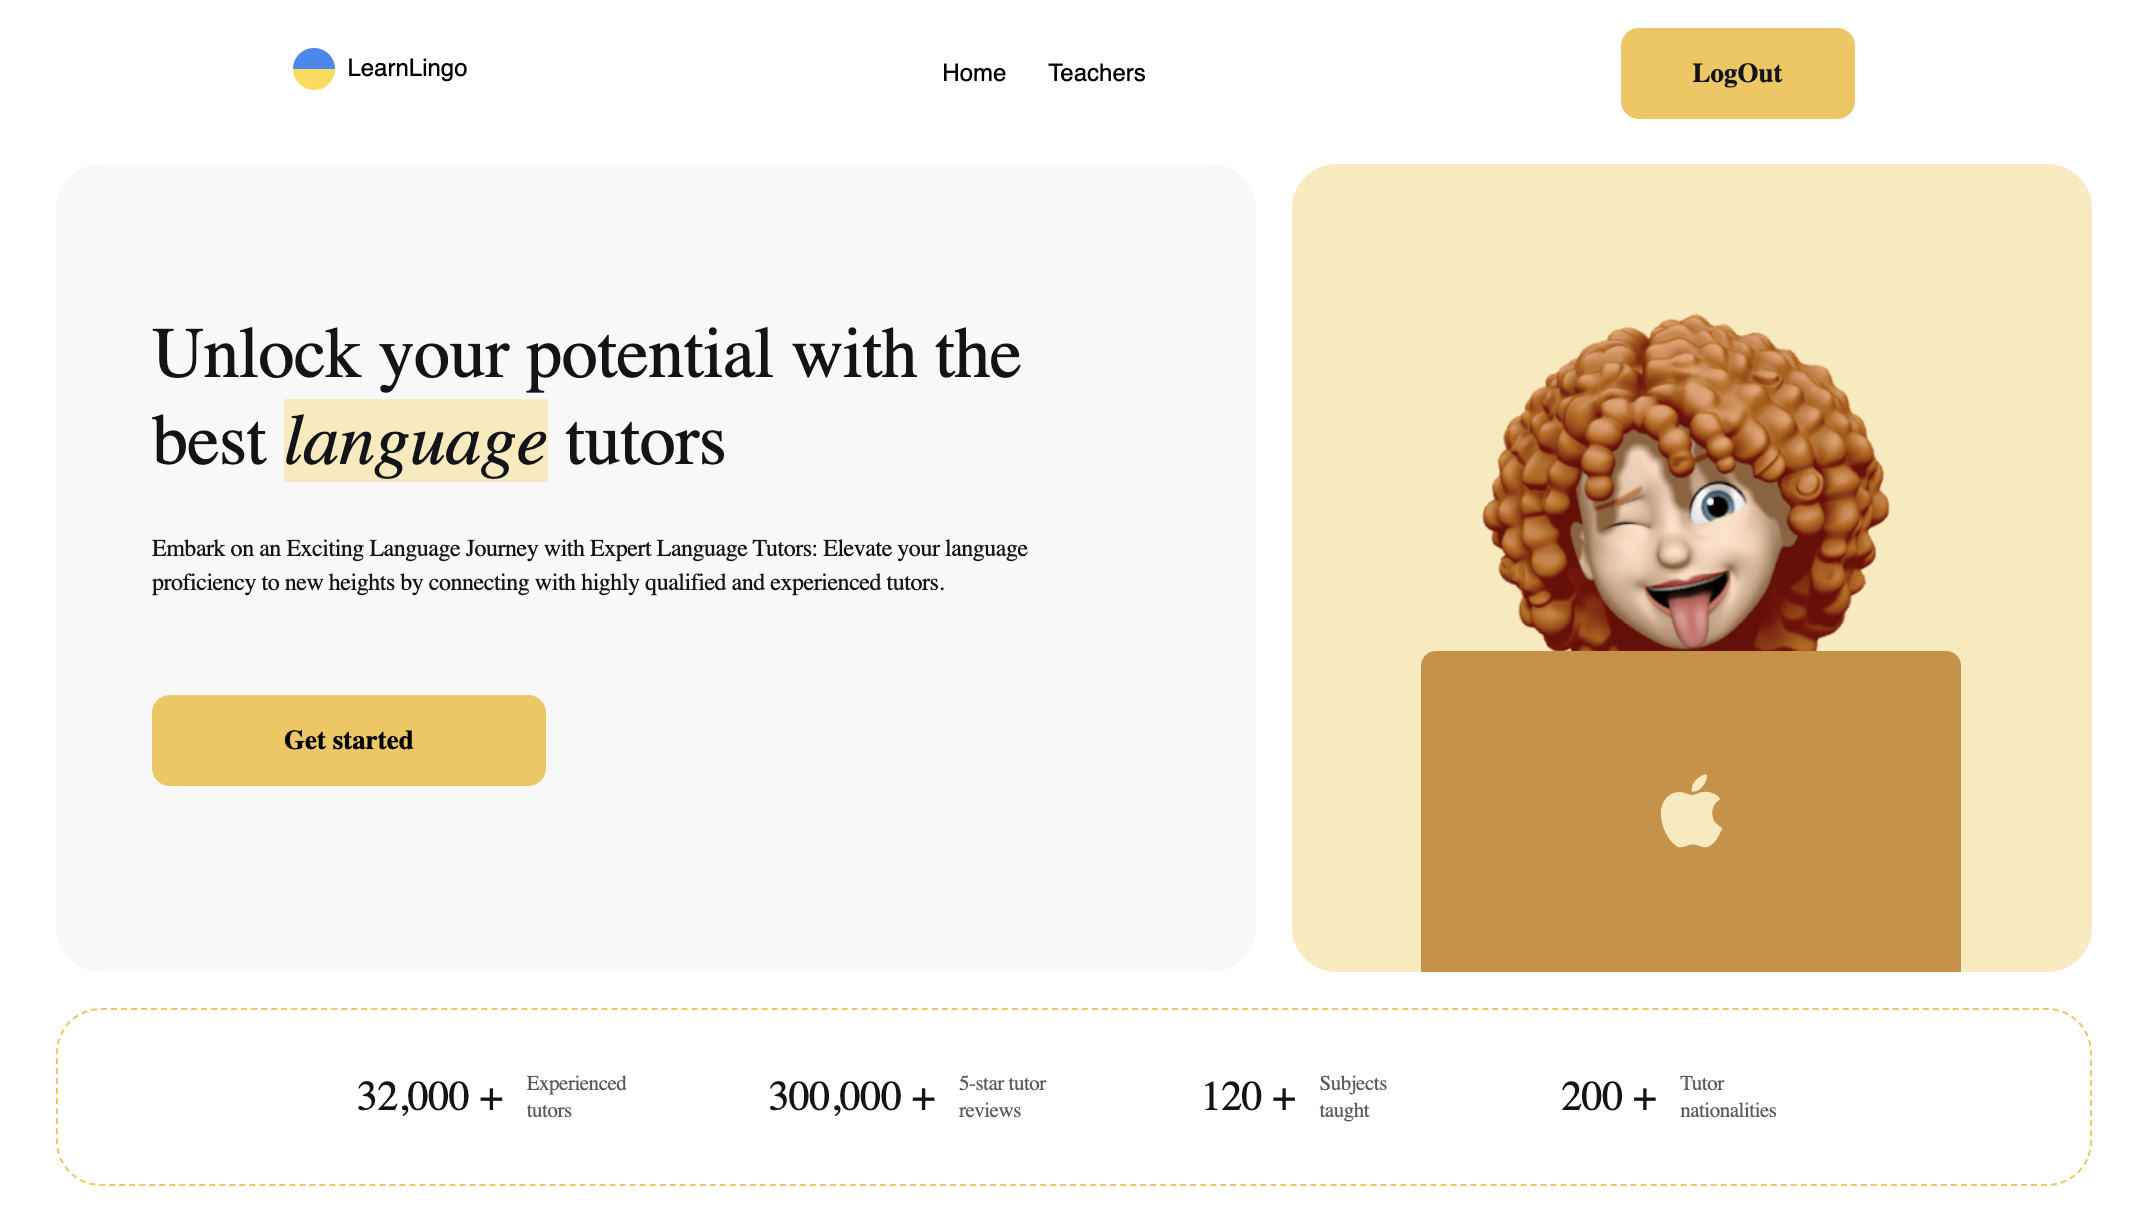 LearnLingo
Home Teachers
LogOut
Unlock your potential with the
best language tutors
Embark on an Exciting Language Journey with Expert Language Tutors: Elevate your language
proficiency to new heights by connecting with highly qualified and experienced tutors.
Get started
32,000 +
Experienced
tutors
300,000 +
5-star tutor
reviews
120 +
Subjects
taught
200 +
Tutor
nationalities